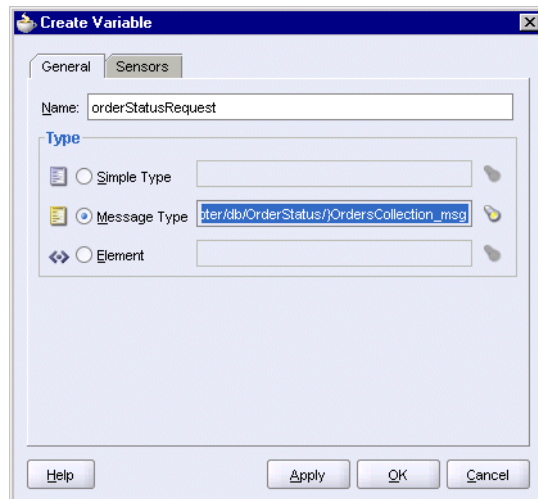 Create Variable
General Sensors
Name: orderStatusRequest
Type
Simple Type
Message Type pter/db/OrderStatus/}OrdersCollection_msg
Element
Help Apply OK Cancel